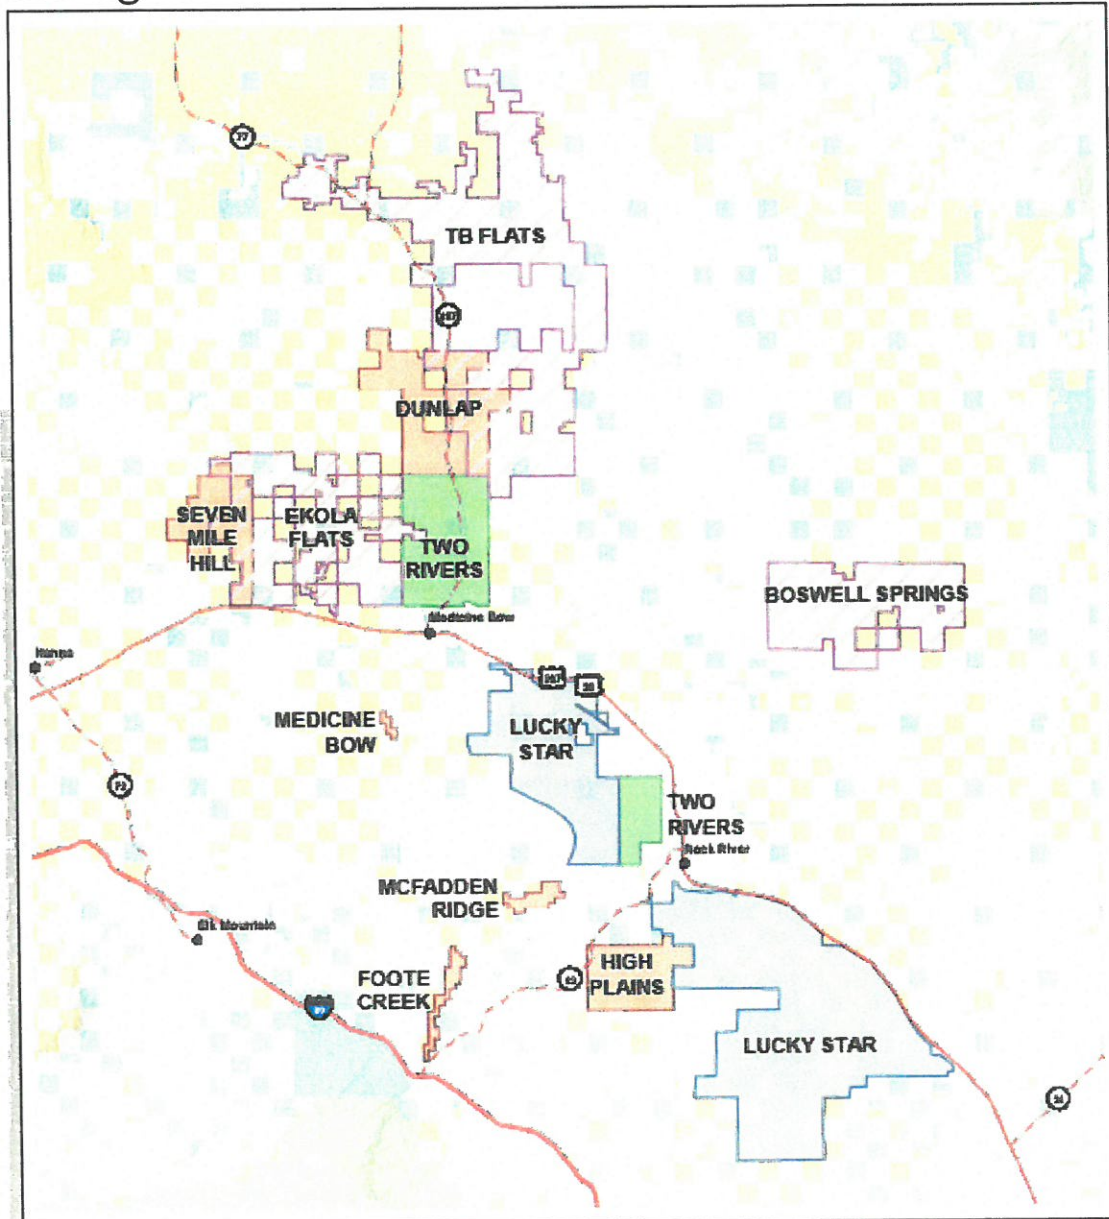 TB FLATS
DUNLAP
SEVEN
MILE
HILL
EKOLA
FLATS
TWO
RIVERS
BOSWELL SPRINGS
Medicine Bow
Hanna
MEDICINE
BOW
LUCKY
STAR
TWO
RIVERS
Rock River
72
MCFADDEN
RIDGE
Elk Mountain
FOOTE
CREEK
HIGH
PLAINS
LUCKY STAR